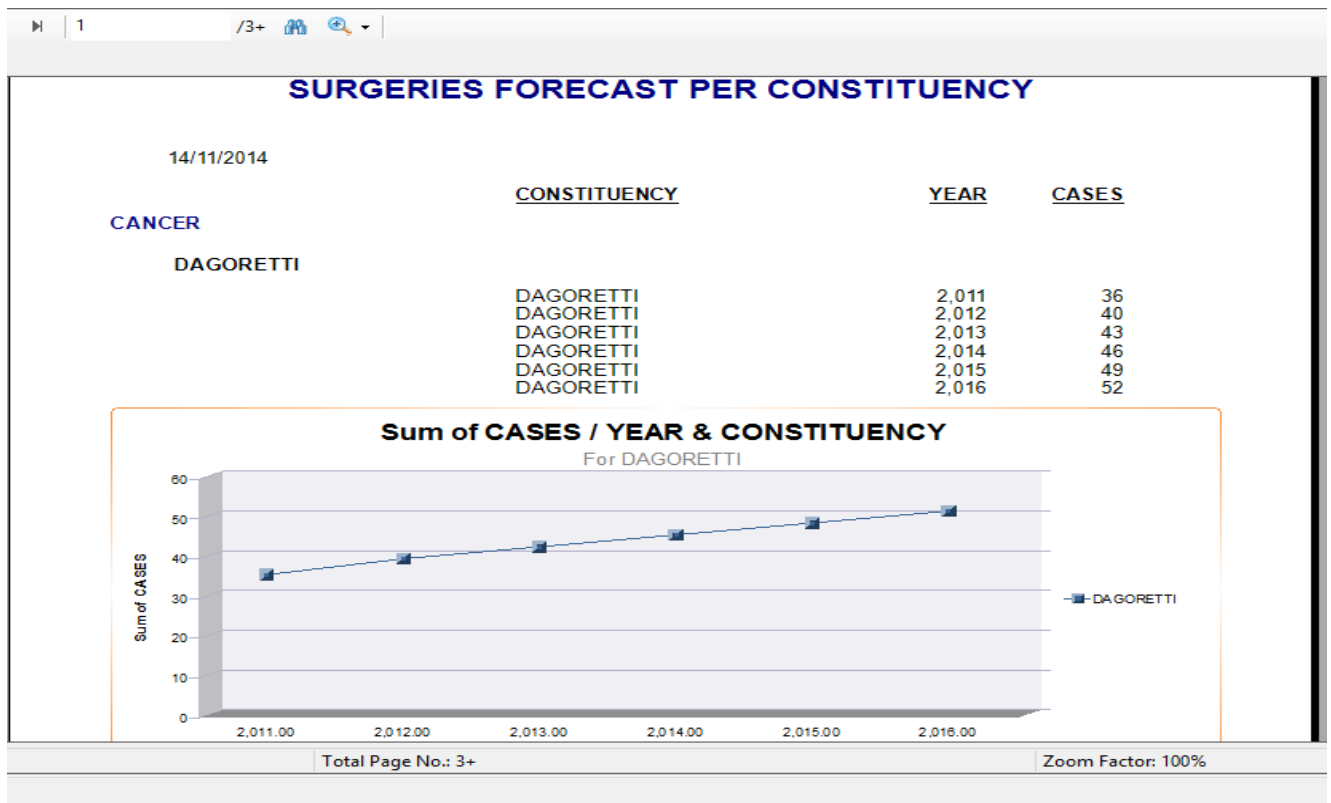 1 /3+
SURGERIES FORECAST PER CONSTITUENCY
14/11/2014
CONSTITUENCY YEAR CASES
CANCER
DAGORETTI
DAGORETTI 2,011 36
DAGORETTI 2,012 40
DAGORETTI 2,013 43
DAGORETTI 2,014 46
DAGORETTI 2,015 49
DAGORETTI 2,016 52
Sum of CASES / YEAR & CONSTITUENCY
For DAGORETTI
60
50
40
30
20
10
0
Sum of CASES
DAGORETTI
2,011.00 2,012.00 2,013.00 2,014.00 2,015.00 2,016.00
Total Page No.: 3+ Zoom Factor: 100%